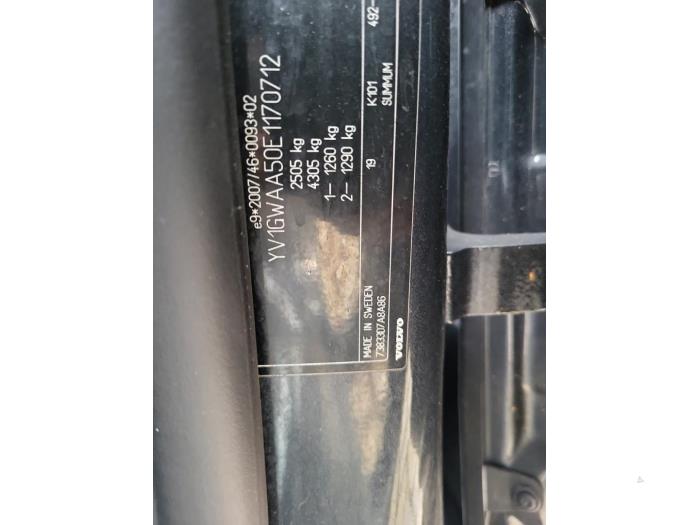 e9*2007/46*0093*02
YV1GWAA50E1170712
2505 kg
4305 kg
1– 1260 kg
2– 1290 kg
19
K101
492-
SUMMUM
MADE IN SWEDEN
7383307A8A86
VOLVO